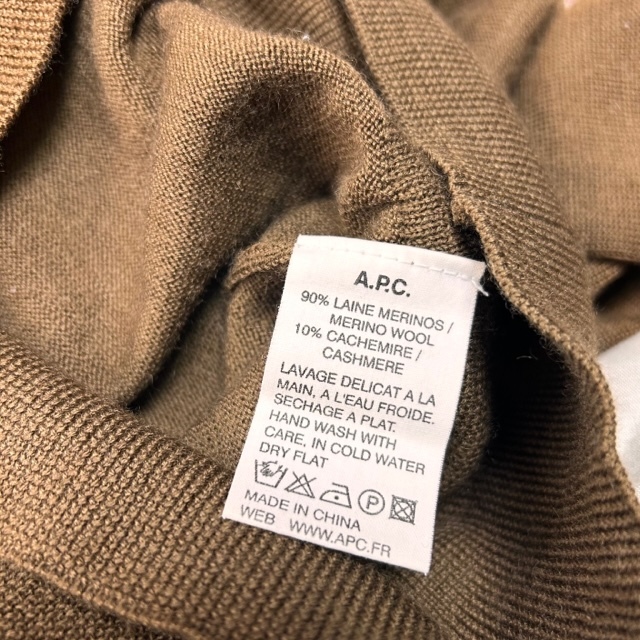 A.P.C.
90% LAINE MERINOS /
MERINO WOOL
10% CACHEMIRE /
CASHMERE
LAVAGE DELICAT A LA
MAIN, A L'EAU FROIDE.
SECHAGE A PLAT.
HAND WASH WITH
CARE, IN COLD WATER
DRY FLAT
P
MADE IN CHINA
WEB WWW.APC.FR